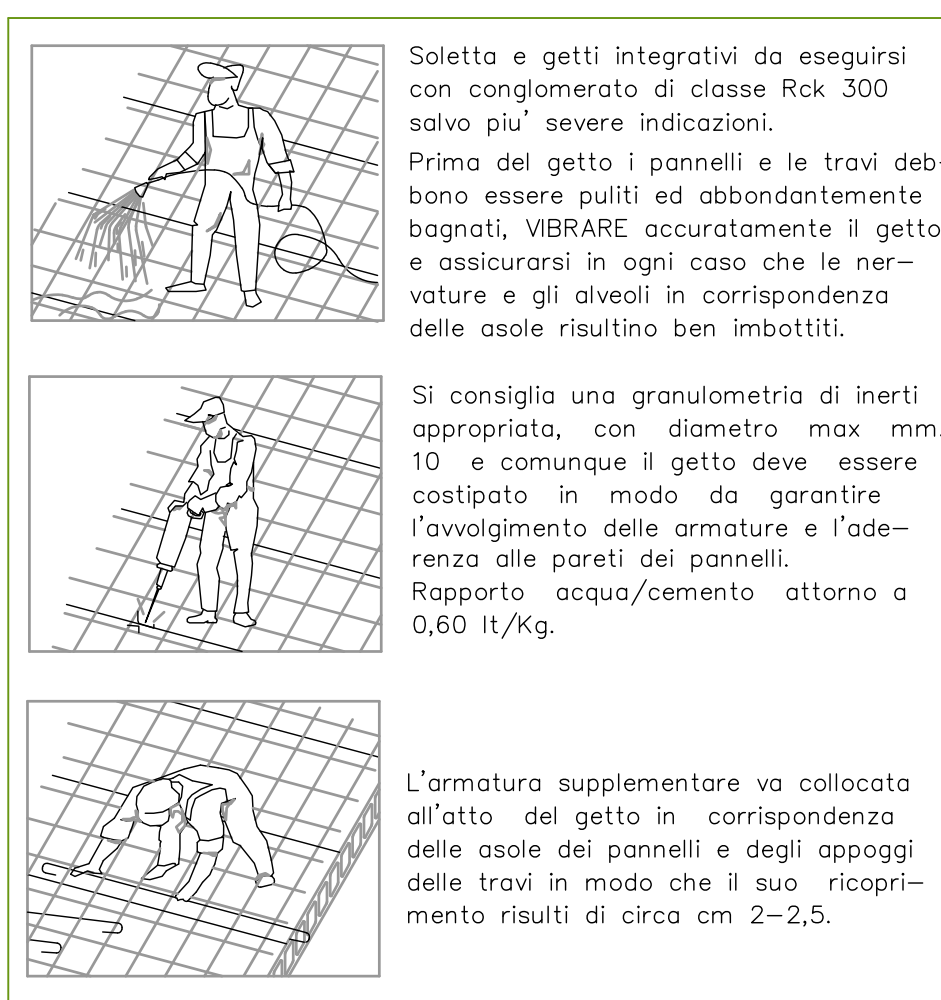 Soletta e getti integrativi da eseguirsi
con conglomerato di classe Rck 300
salvo piu' severe indicazioni.
Prima del getto i pannelli e le travi deb-
bono essere puliti ed abbondantemente
bagnati, VIBRARE accuratamente il getto
e assicurarsi in ogni caso che le ner-
vature e gli alveoli in corrispondenza
delle asole risultino ben imbottiti.
Si consiglia una granulometria di inerti
appropriata, con diametro max mm.
10 e comunque il getto deve essere
costipato in modo da garantire
l'avvolgimento delle armature e l'ade-
renza alle pareti dei pannelli.
Rapporto acqua/cemento attorno a
0,60 lt/Kg.
L'armatura supplementare va collocata
all'atto del getto in corrispondenza
delle asole dei pannelli e degli appoggi
delle travi in modo che il suo ricopri-
mento risulti di circa cm 2-2,5.